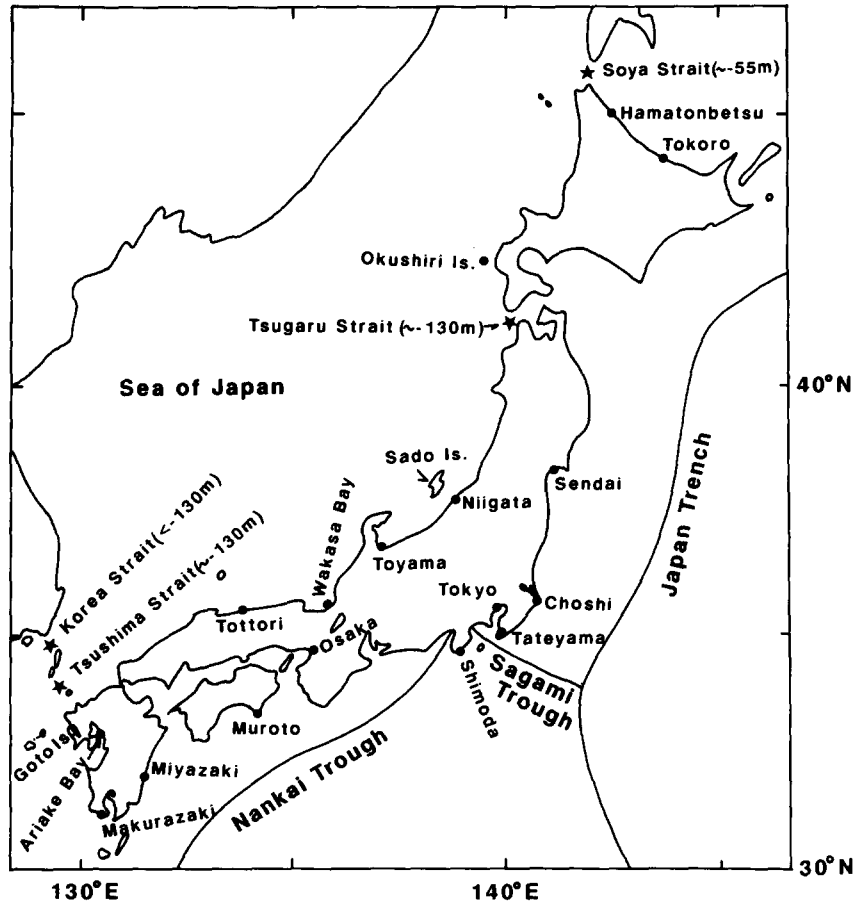 Soya Strait(~-55m)
Hamatonbetsu
Tokoro
Okushiri Is.
Tsugaru Strait (~-130m)
Sea of Japan
40°N
Japan Trench
Sado Is.
Sendai
Niigata
Korea Strait(<-130m)
Tsushima Strait(~-130m)
Wakasa Bay
Toyama
Tokyo
Choshi
Tottori
Osaka
Tateyama
Sagami
Trough
Shimoda
Muroto
Goto Is.
Miyazaki
Nankai Trough
Ariake Bay
Makurazaki
30°N
130°E
140°E